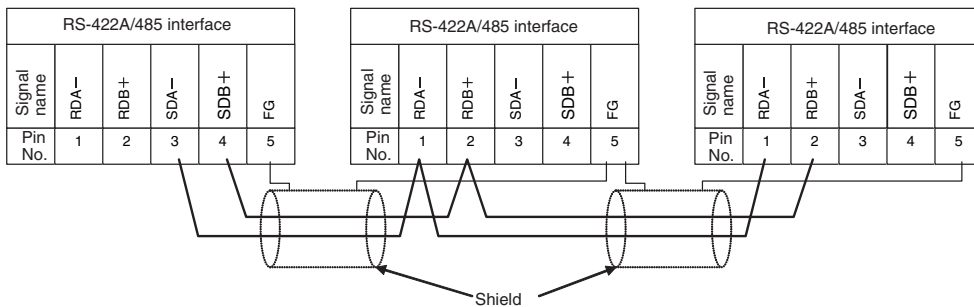 RS-422A/485 interface
Signal name RDA− RDB+ SDA− SDB+ FG
Pin No. 1 2 3 4 5
RS-422A/485 interface
Signal name RDA− RDB+ SDA− SDB+ FG
Pin No. 1 2 3 4 5
RS-422A/485 interface
Signal name RDA− RDB+ SDA− SDB+ FG
Pin No. 1 2 3 4 5
Shield